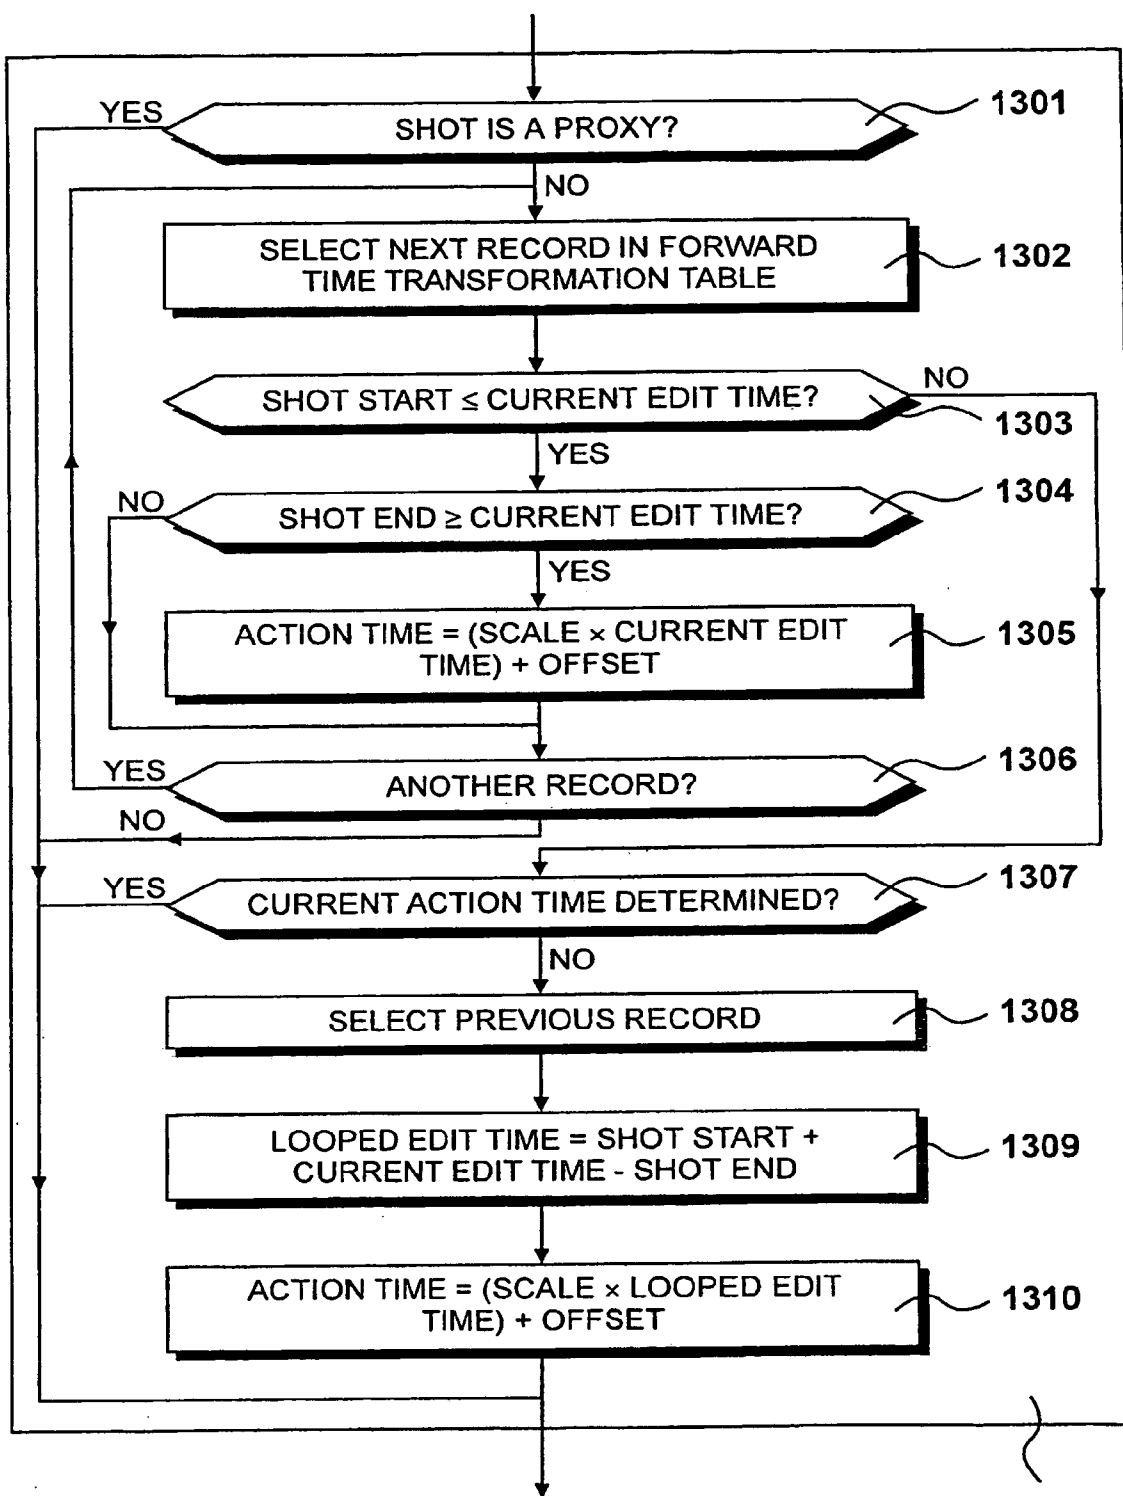 YES
SHOT IS A PROXY?
1301
NO
SELECT NEXT RECORD IN FORWARD
TIME TRANSFORMATION TABLE
1302
SHOT START ≤ CURRENT EDIT TIME?
NO
1303
YES
NO
SHOT END ≥ CURRENT EDIT TIME?
1304
YES
ACTION TIME = (SCALE × CURRENT EDIT
TIME) + OFFSET
1305
YES
ANOTHER RECORD?
1306
NO
YES
CURRENT ACTION TIME DETERMINED?
1307
NO
SELECT PREVIOUS RECORD
1308
LOOPED EDIT TIME = SHOT START +
CURRENT EDIT TIME - SHOT END
1309
ACTION TIME = (SCALE × LOOPED EDIT
TIME) + OFFSET
1310